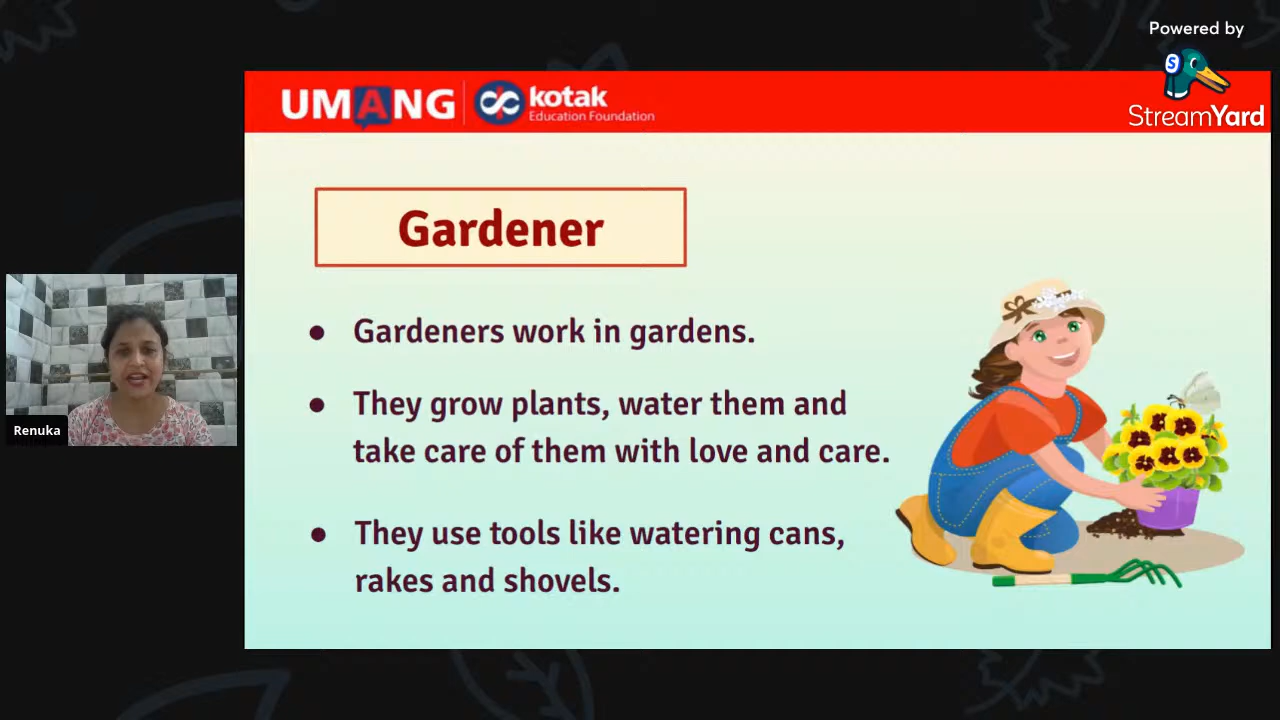 Powered by
StreamYard
UMANG
kotak
Education Foundation
Gardener
• Gardeners work in gardens.
• They grow plants, water them and
take care of them with love and care.
• They use tools like watering cans,
rakes and shovels.
Renuka